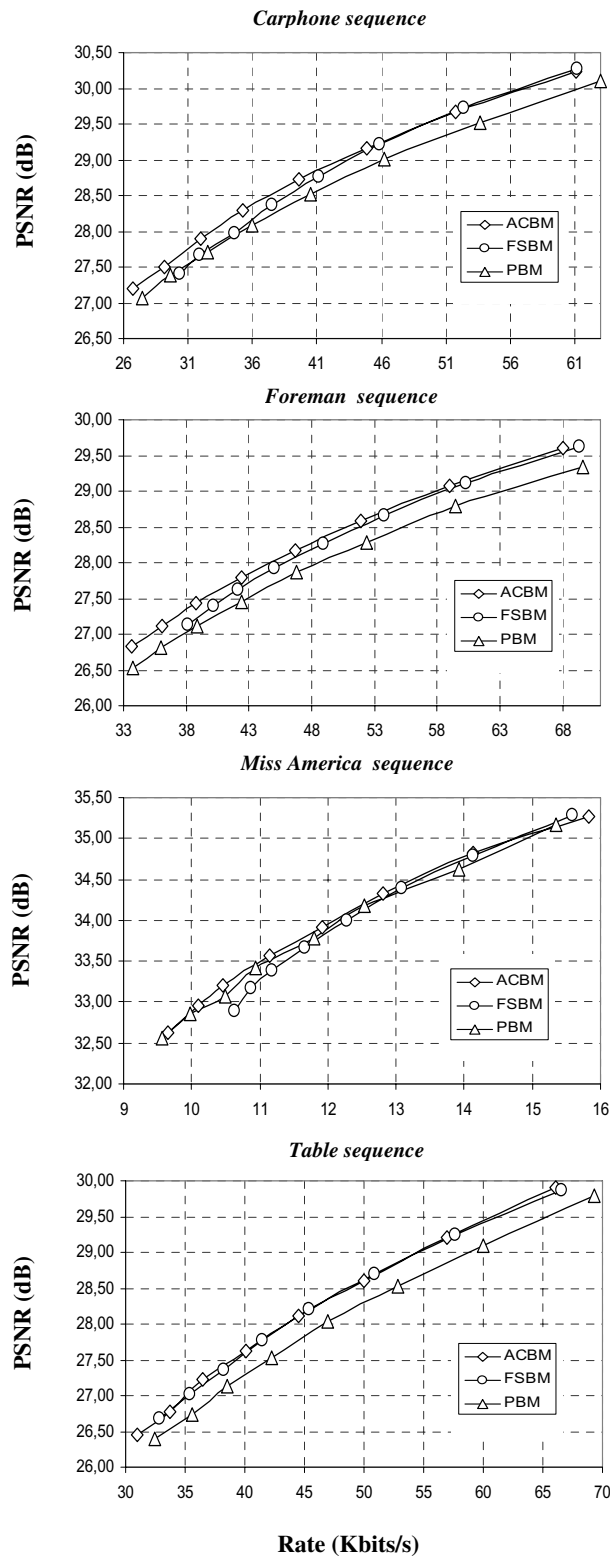 Carphone sequence
30,50
30,00
29,50
29,00
28,50
28,00
27,50
27,00
26,50
PSNR (dB)
ACBM
FSBM
PBM
26 31 36 41 46 51 56 61
Foreman sequence
30,00
29,50
29,00
28,50
28,00
27,50
27,00
26,50
26,00
PSNR (dB)
ACBM
FSBM
PBM
33 38 43 48 53 58 63 68
Miss America sequence
35,50
35,00
34,50
34,00
33,50
33,00
32,50
32,00
PSNR (dB)
ACBM
FSBM
PBM
9 10 11 12 13 14 15 16
Table sequence
30,00
29,50
29,00
28,50
28,00
27,50
27,00
26,50
26,00
PSNR (dB)
ACBM
FSBM
PBM
30 35 40 45 50 55 60 65 70
Rate (Kbits/s)